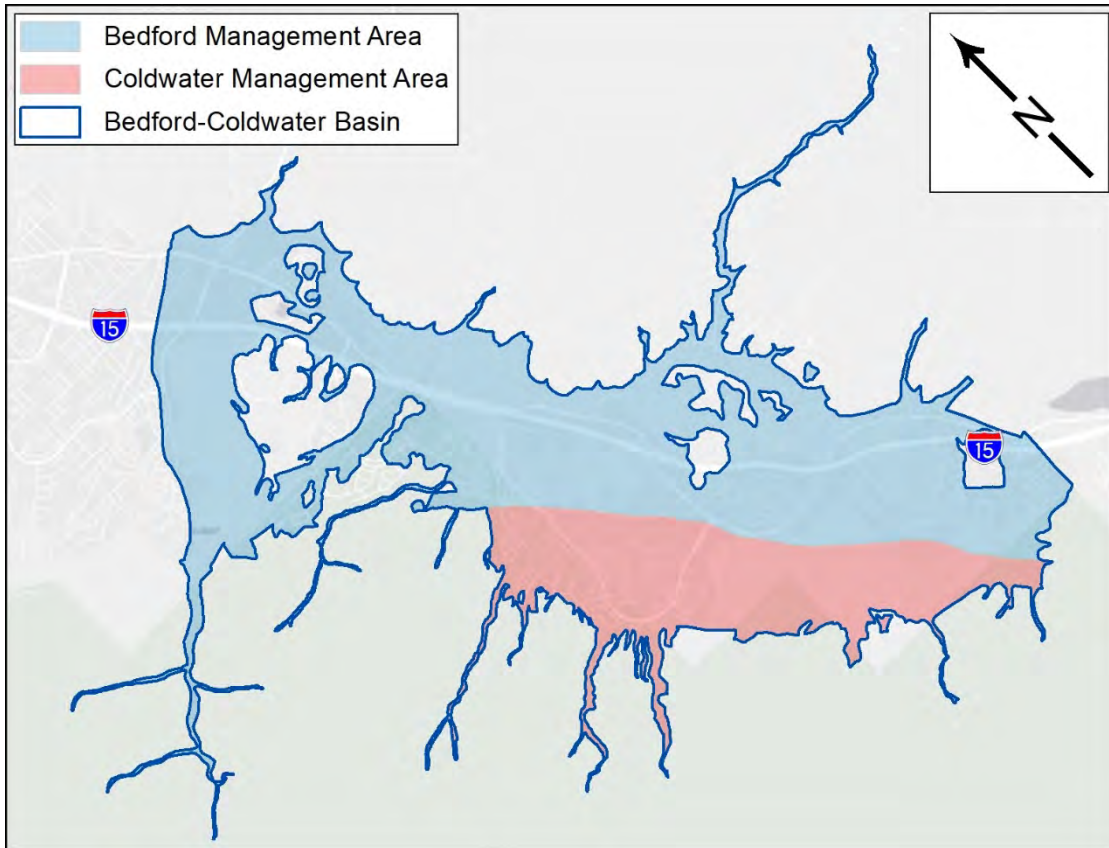 Bedford Management Area
Coldwater Management Area
Bedford-Coldwater Basin
N
15
15